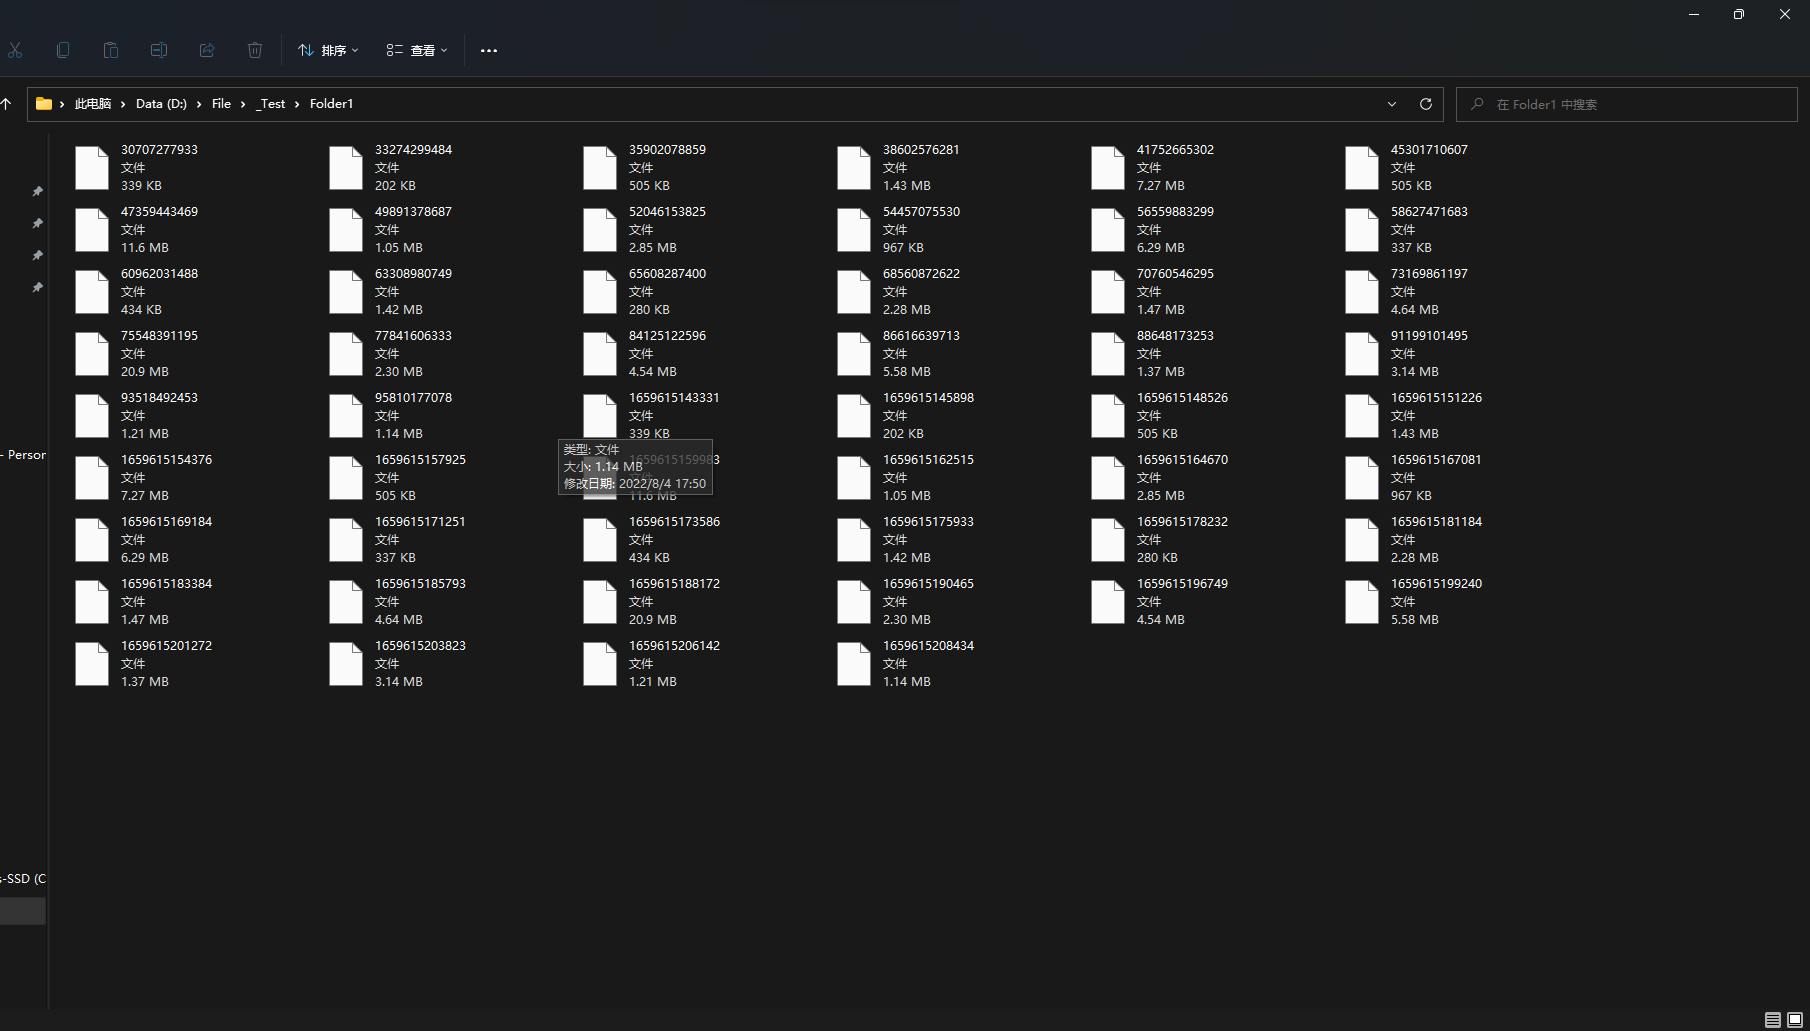 排序
查看
此电脑 > Data (D:) > File > _Test > Folder1
在 Folder1 中搜索
30707277933
文件
339 KB
33274299484
文件
202 KB
35902078859
文件
505 KB
38602576281
文件
1.43 MB
41752665302
文件
7.27 MB
45301710607
文件
505 KB
47359443469
文件
11.6 MB
49891378687
文件
1.05 MB
52046153825
文件
2.85 MB
54457075530
文件
967 KB
56559883299
文件
6.29 MB
58627471683
文件
337 KB
60962031488
文件
434 KB
63308980749
文件
1.42 MB
65608287400
文件
280 KB
68560872622
文件
2.28 MB
70760546295
文件
1.47 MB
73169861197
文件
4.64 MB
75548391195
文件
20.9 MB
77841606333
文件
2.30 MB
84125122596
文件
4.54 MB
86616639713
文件
5.58 MB
88648173253
文件
1.37 MB
91199101495
文件
3.14 MB
93518492453
文件
1.21 MB
95810177078
文件
1.14 MB
1659615143331
文件
339 KB
1659615145898
文件
202 KB
1659615148526
文件
505 KB
1659615151226
文件
1.43 MB
- Person
1659615154376
文件
7.27 MB
1659615157925
文件
505 KB
类型: 文件
大小: 1.14 MB
修改日期: 2022/8/4 17:50
1659615159983
11.6 MB
1659615162515
文件
1.05 MB
1659615164670
文件
2.85 MB
1659615167081
文件
967 KB
1659615169184
文件
6.29 MB
1659615171251
文件
337 KB
1659615173586
文件
434 KB
1659615175933
文件
1.42 MB
1659615178232
文件
280 KB
1659615181184
文件
2.28 MB
1659615183384
文件
1.47 MB
1659615185793
文件
4.64 MB
1659615188172
文件
20.9 MB
1659615190465
文件
2.30 MB
1659615196749
文件
4.54 MB
1659615199240
文件
5.58 MB
1659615201272
文件
1.37 MB
1659615203823
文件
3.14 MB
1659615206142
文件
1.21 MB
1659615208434
文件
1.14 MB
s-SSD (C